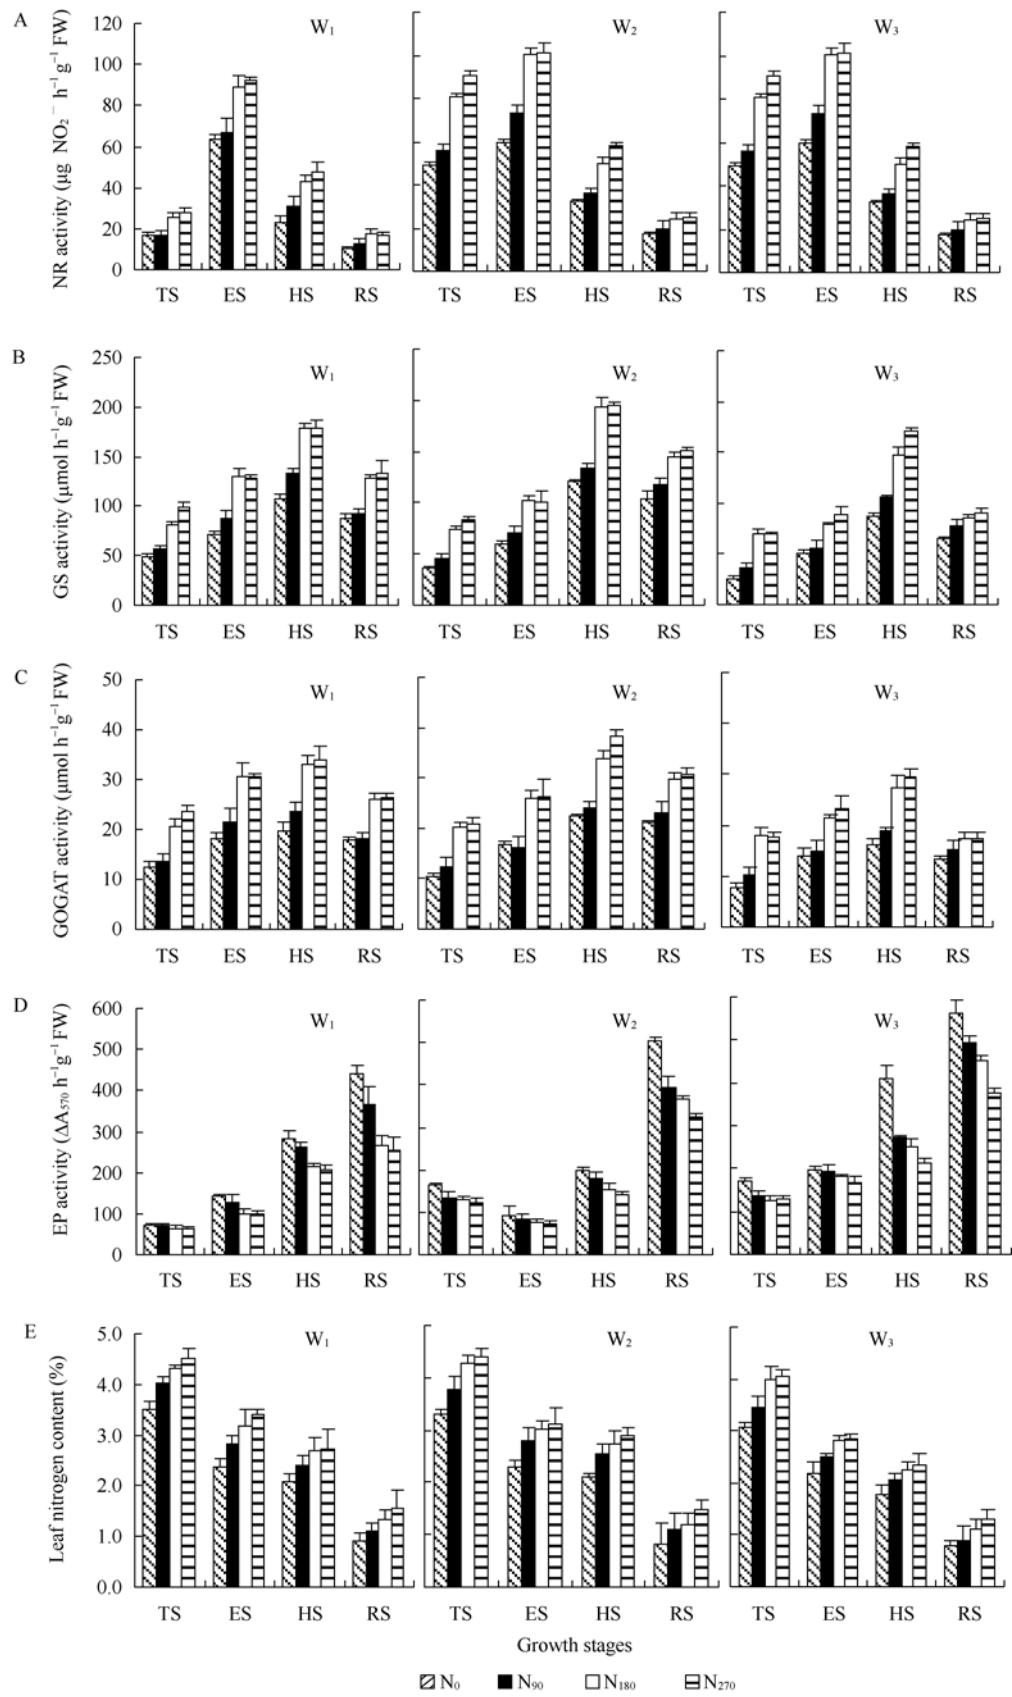 A
NR activity (μg NO₂⁻ h⁻¹ g⁻¹ FW)
W₁ W₂ W₃
120
100
80
60
40
20
0
TS ES HS RS TS ES HS RS TS ES HS RS
B
GS activity (μmol h⁻¹g⁻¹ FW)
W₁ W₂ W₃
250
200
150
100
50
0
TS ES HS RS TS ES HS RS TS ES HS RS
C
GOGAT activity (μmol h⁻¹g⁻¹ FW)
W₁ W₂ W₃
50
40
30
20
10
0
TS ES HS RS TS ES HS RS TS ES HS RS
D
EP activity (ΔA₅₇₀ h⁻¹g⁻¹ FW)
W₁ W₂ W₃
600
500
400
300
200
100
0
TS ES HS RS TS ES HS RS TS ES HS RS
E
Leaf nitrogen content (%)
W₁ W₂ W₃
5.0
4.0
3.0
2.0
1.0
0.0
TS ES HS RS TS ES HS RS TS ES HS RS
Growth stages
N₀ N₉₀ N₁₈₀ N₂₇₀